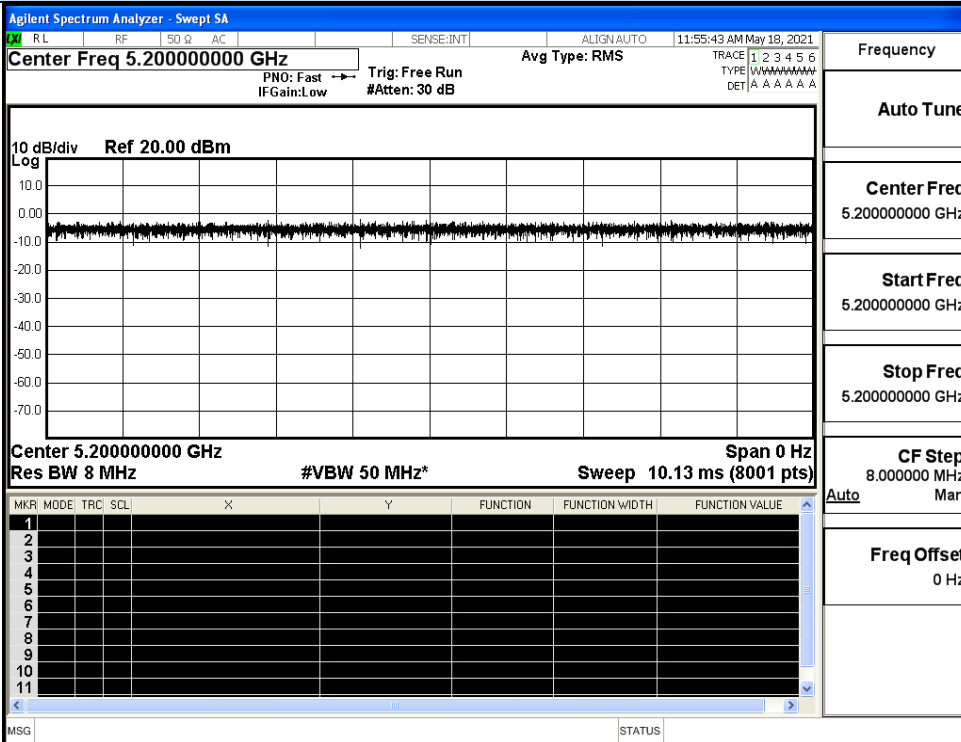 Agilent Spectrum Analyzer - Swept SA
LXI RL RF 50 Ω AC SENSE:INT ALIGN AUTO 11:55:43 AM May 18, 2021
Center Freq 5.200000000 GHz Avg Type: RMS TRACE 1 2 3 4 5 6
PNO: Fast Trig: Free Run TYPE WWWWWW
IFGain:Low #Atten: 30 dB DET A A A A A A
10 dB/div Ref 20.00 dBm
Log
10.0
0.00
-10.0
-20.0
-30.0
-40.0
-50.0
-60.0
-70.0
Center 5.200000000 GHz Span 0 Hz
Res BW 8 MHz #VBW 50 MHz* Sweep 10.13 ms (8001 pts)
MKR MODE TRC SCL X Y FUNCTION FUNCTION WIDTH FUNCTION VALUE
1
2
3
4
5
6
7
8
9
10
11
MSG STATUS
Frequency
Auto Tune
Center Freq
5.200000000 GHz
Start Freq
5.200000000 GHz
Stop Freq
5.200000000 GHz
CF Step
8.000000 MHz
Auto Man
Freq Offset
0 Hz